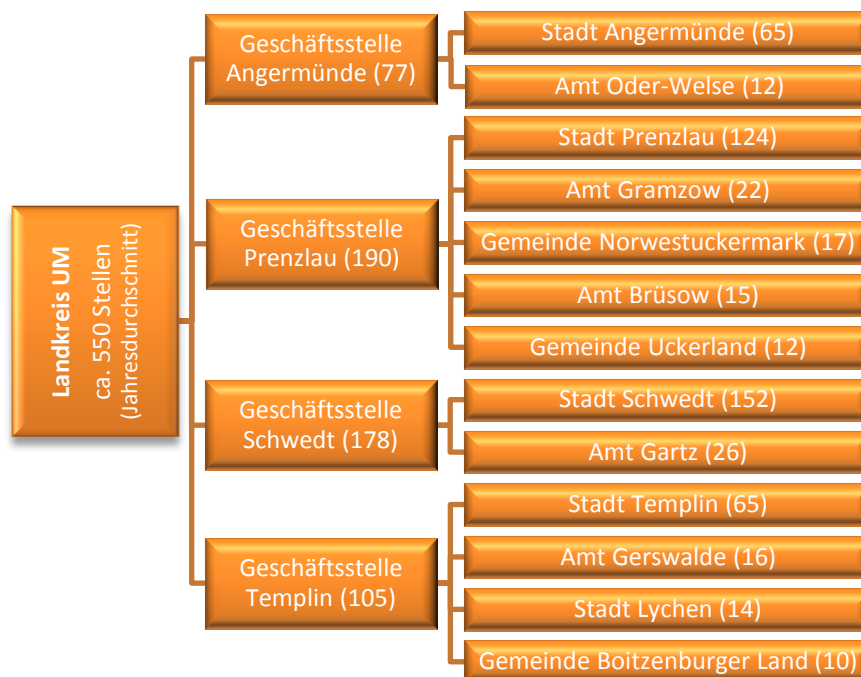 Landkreis UM
ca. 550 Stellen
(Jahresdurchschnitt)
Geschäftsstelle
Angermünde (77)
Stadt Angermünde (65)
Amt Oder-Welse (12)
Geschäftsstelle
Prenzlau (190)
Stadt Prenzlau (124)
Amt Gramzow (22)
Gemeinde Norwestuckermark (17)
Amt Brüsow (15)
Gemeinde Uckerland (12)
Geschäftsstelle
Schwedt (178)
Stadt Schwedt (152)
Amt Gartz (26)
Geschäftsstelle
Templin (105)
Stadt Templin (65)
Amt Gerswalde (16)
Stadt Lychen (14)
Gemeinde Boitzenburger Land (10)